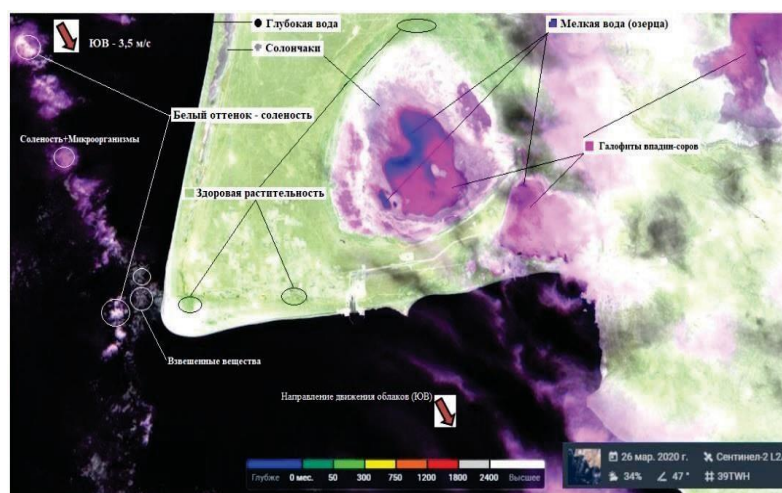 ЮВ - 3,5 м/с
Глубокая вода
Солончаки
Мелкая вода (озерца)
Белый оттенок - соленость
Соленость+Микроорганизмы
Галофиты впадин-соров
Здоровая растительность
Взвешенные вещества
Направление движения облаков (ЮВ)
Глубже 0 мес. 50 300 750 1200 1800 2400 Высшее
26 мар. 2020 г. Сентинел-2 L2A
34% 47 ° 39TWH